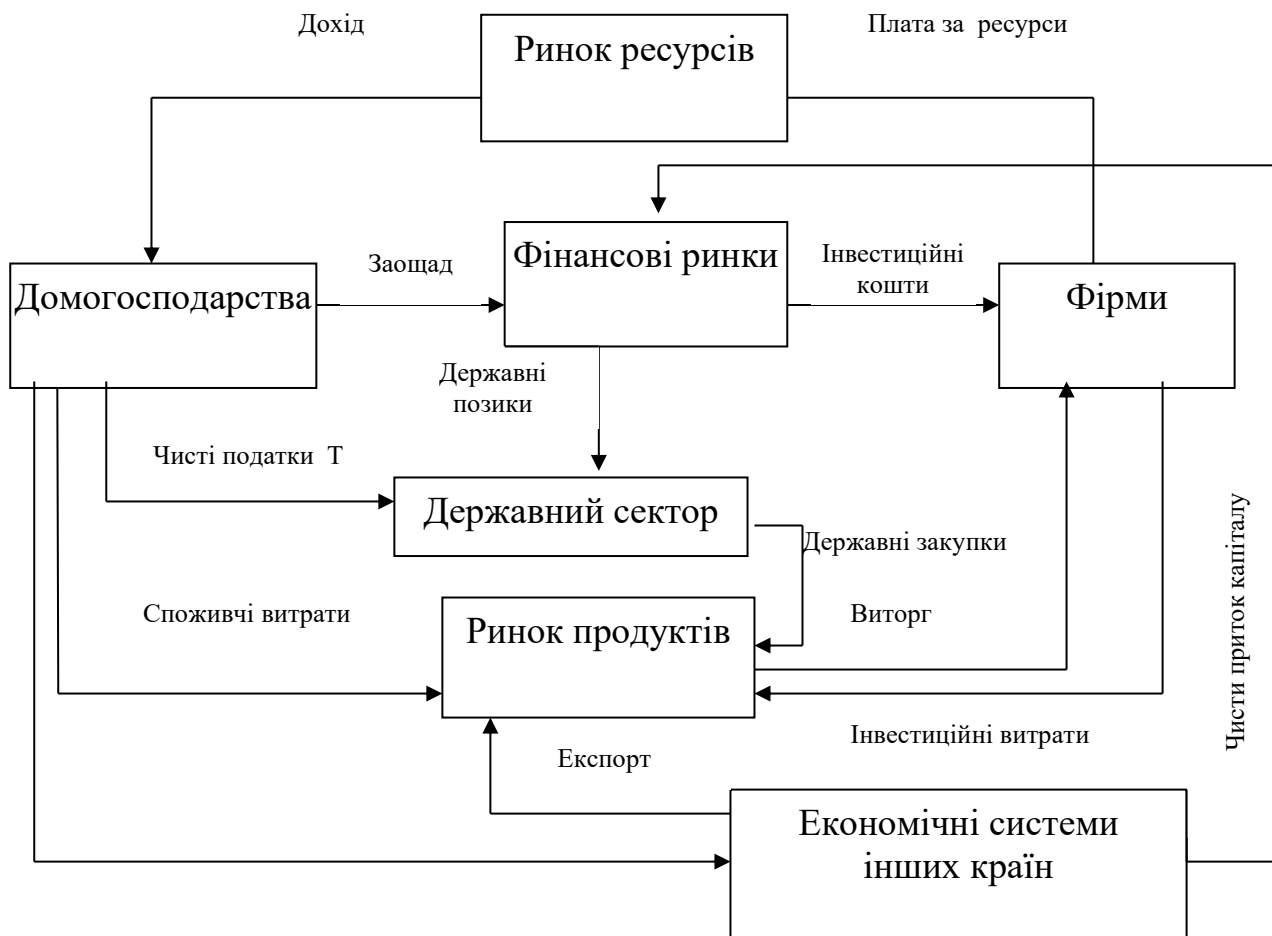 Дохід
Ринок ресурсів
Плата за ресурси
Домогосподарства
Заощад
Фінансові ринки
Інвестиційні
кошти
Фірми
Державні
позики
Чисті податки Т
Державний сектор
Державні закупки
Споживчі витрати
Ринок продуктів
Виторг
Чисти приток капіталу
Інвестиційні витрати
Експорт
Економічні системи
інших країн